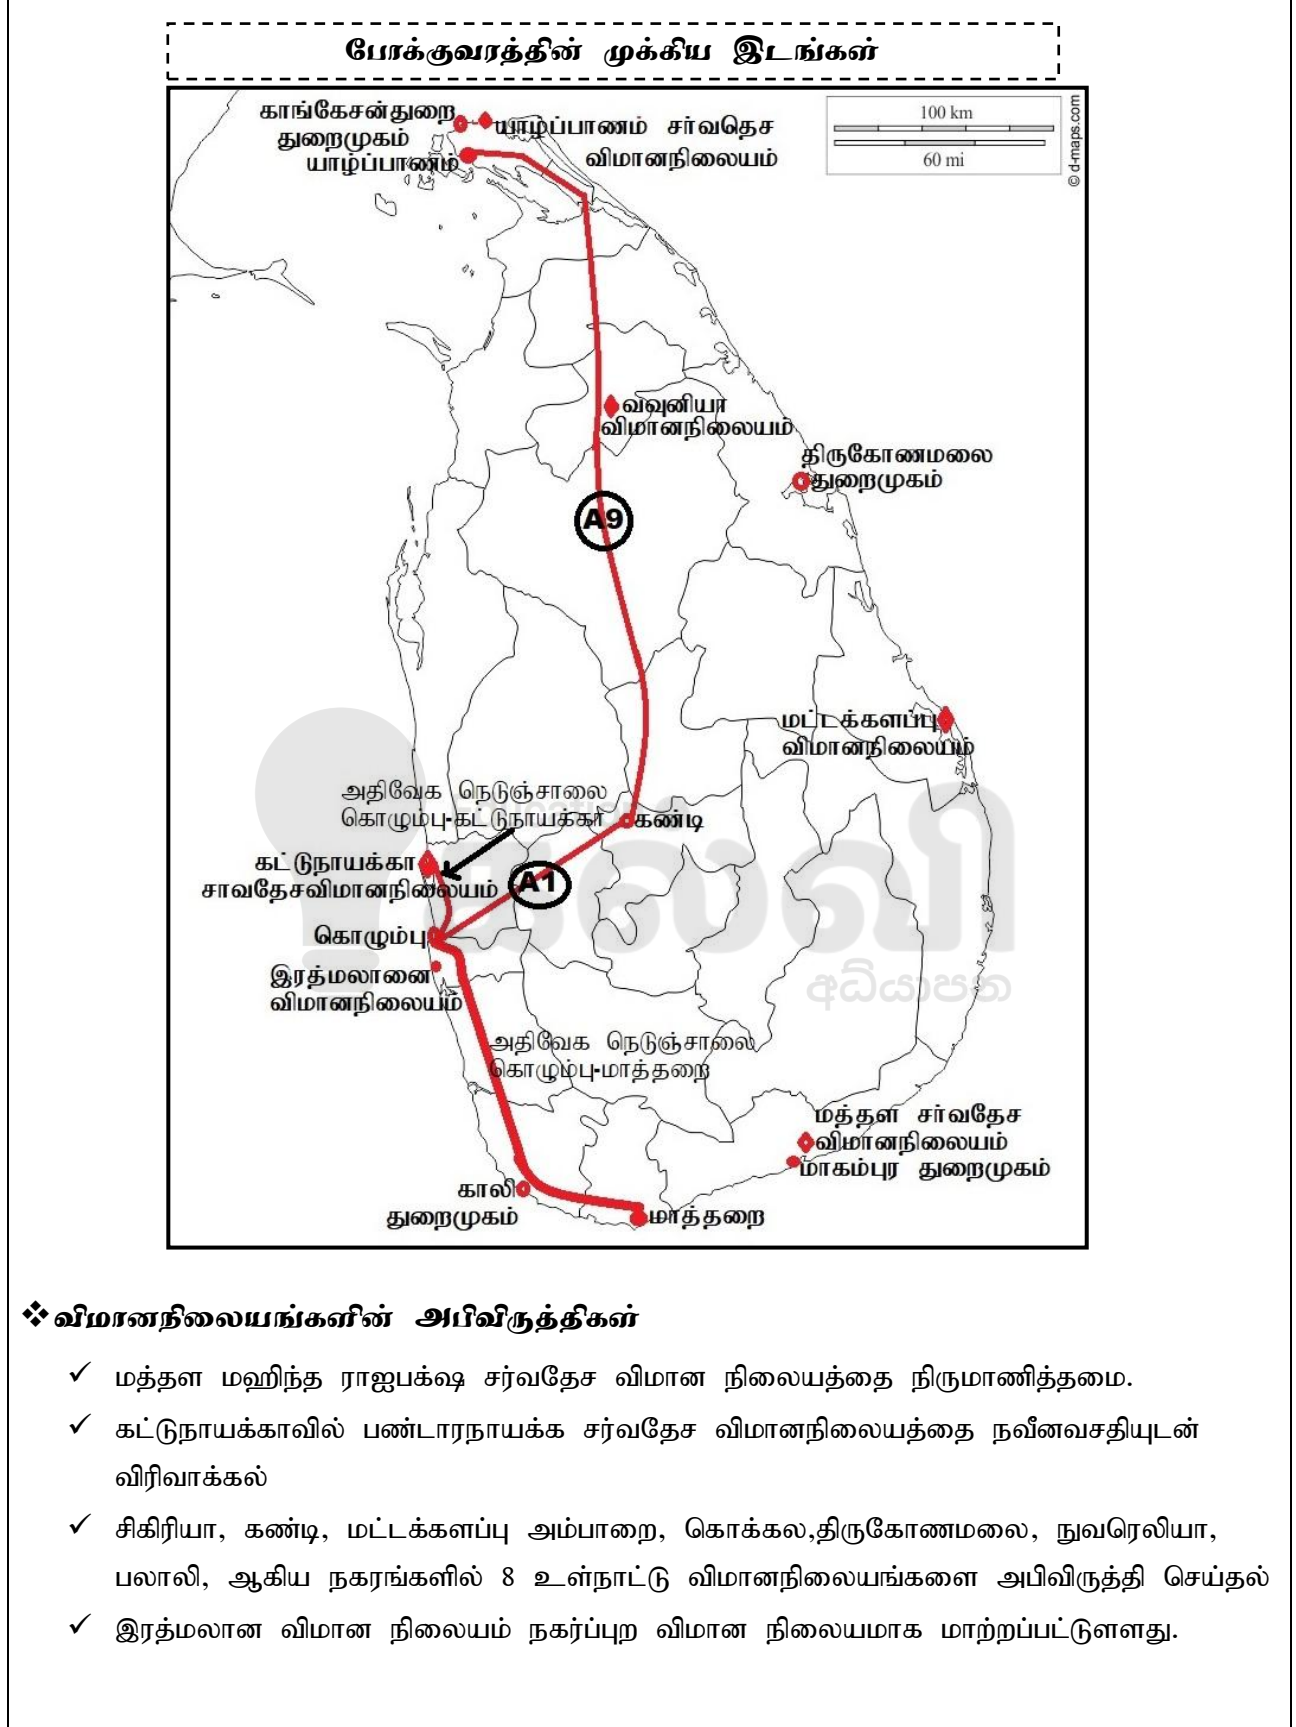 போக்குவரத்தின் முக்கிய இடங்கள்
காங்கேசன்துறை
துறைமுகம்
யாழ்ப்பாணம் சர்வதெச
விமானநிலையம்
யாழ்ப்பாணம்
100 km
60 mi
© d-maps.com
வவுனியா
விமானநிலையம்
திருகோணமலை
துறைமுகம்
A9
மட்டக்களப்பு
விமானநிலையம்
அதிவேக நெடுஞ்சாலை
கொழும்பு-கட்டுநாயக்கா
கண்டி
கட்டுநாயக்கா
சாவதேசவிமானநிலையம்
A1
கல்வி
කொழும்பு
இரத்மலானை
விமானநிலையம்
අධ්‍යාපන
அதிவேக நெடுஞ்சாலை
கொழும்பு-மாத்தறை
மத்தள சர்வதேச
விமானநிலையம்
மாகம்புர துறைமுகம்
காலி
துறைமுகம்
மாத்தறை
❖ விமானநிலையங்களின் அபிவிருத்திகள்
✓ மத்தள மஹிந்த ராஐபக்ஷ சர்வதேச விமான நிலையத்தை நிருமாணித்தமை.
✓ கட்டுநாயக்காவில் பண்டாரநாயக்க சர்வதேச விமானநிலையத்தை நவீனவசதியுடன்
விரிவாக்கல்
✓ சிகிரியா, கண்டி, மட்டக்களப்பு அம்பாறை, கொக்கல,திருகோணமலை, நுவரெலியா,
பலாலி, ஆகிய நகரங்களில் 8 உள்நாட்டு விமானநிலையங்களை அபிவிருத்தி செய்தல்
✓ இரத்மலான விமான நிலையம் நகர்ப்புற விமான நிலையமாக மாற்றப்பட்டுளளது.